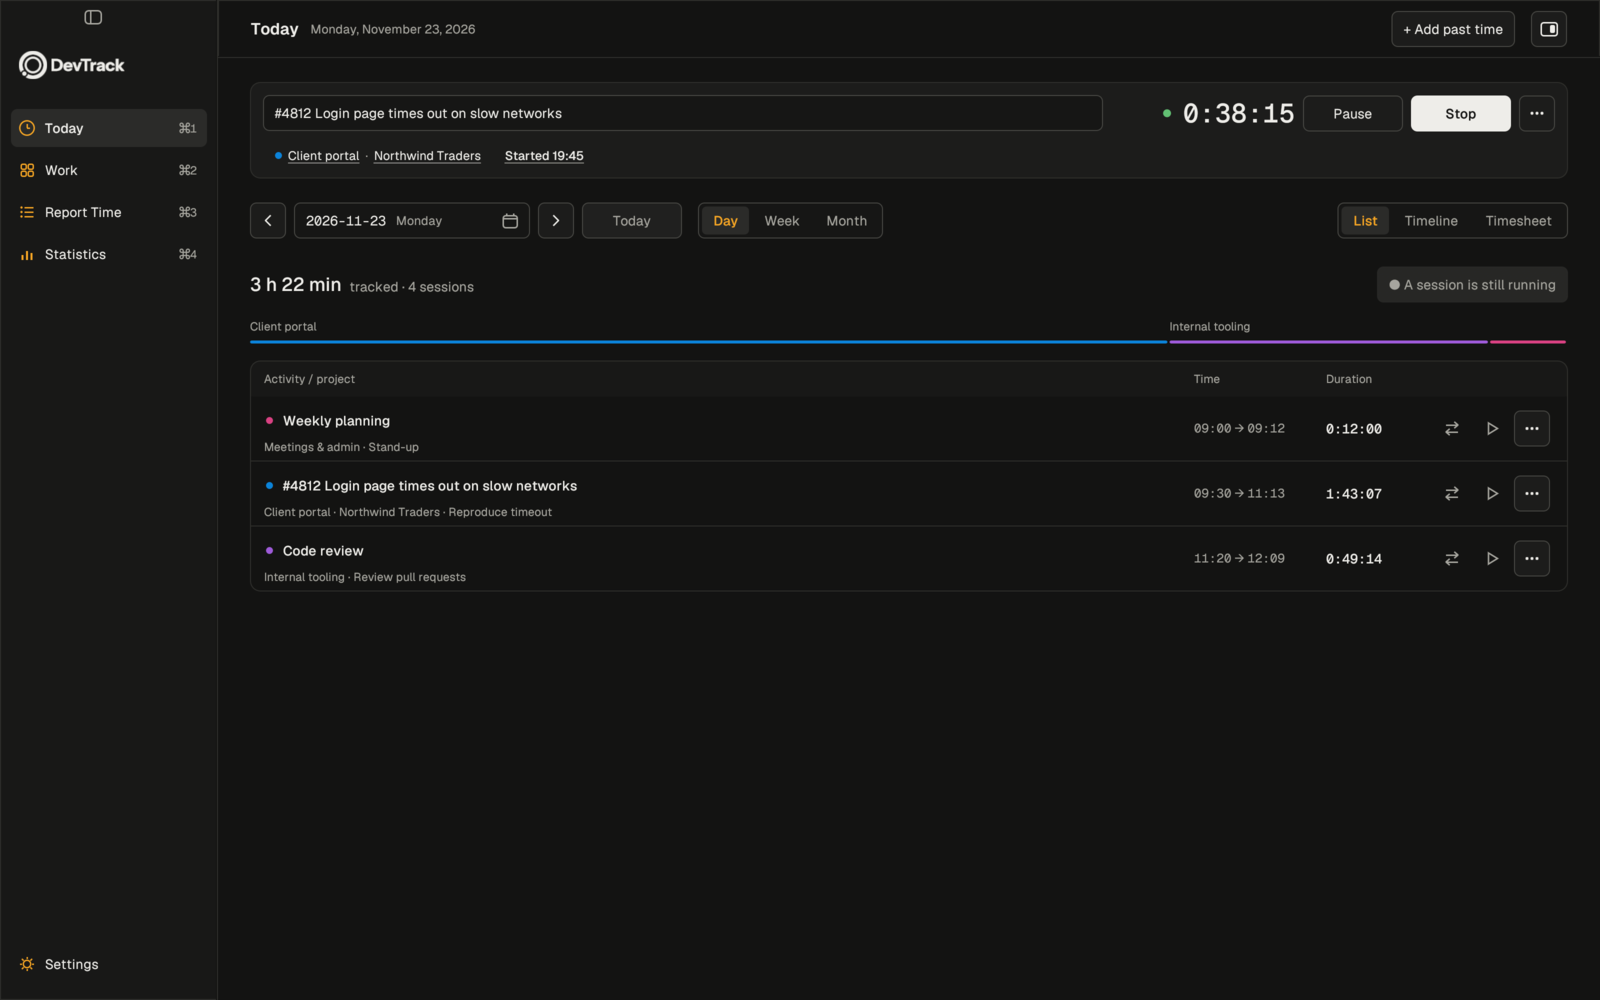 DevTrack
Today ⌘1
Work ⌘2
Report Time ⌘3
Statistics ⌘4
Settings
Today Monday, November 23, 2026
+ Add past time
#4812 Login page times out on slow networks
0:38:15 Pause Stop
Client portal · Northwind Traders Started 19:45
2026-11-23 Monday Today Day Week Month List Timeline Timesheet
3 h 22 min tracked · 4 sessions
A session is still running
Client portal Internal tooling
Activity / project Time Duration
Weekly planning
Meetings & admin · Stand-up
09:00 → 09:12 0:12:00
#4812 Login page times out on slow networks
Client portal · Northwind Traders · Reproduce timeout
09:30 → 11:13 1:43:07
Code review
Internal tooling · Review pull requests
11:20 → 12:09 0:49:14